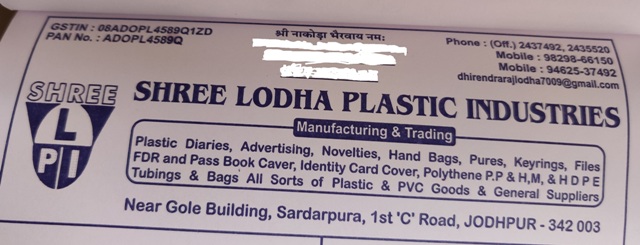 GSTIN : 08ADOPL4589Q1ZD
PAN No. : ADOPL4589Q
श्री नाकोड़ा भैरवाय नमः
Phone : (Off.) 2437492, 2435520
Mobile : 98298-66150
Mobile : 94625-37492
dhirendrarajlodha7009@gmail.com
SHREE
L
P I
SHREE LODHA PLASTIC INDUSTRIES
Manufacturing & Trading
Plastic Diaries, Advertising, Novelties, Hand Bags, Pures, Keyrings, Files
FDR and Pass Book Caver, Identity Card Cover, Polythene P.P & H,M, & H D P E
Tubings & Bags All Sorts of Plastic & PVC Goods & General Suppliers
Near Gole Building, Sardarpura, 1st 'C' Road, JODHPUR - 342 003